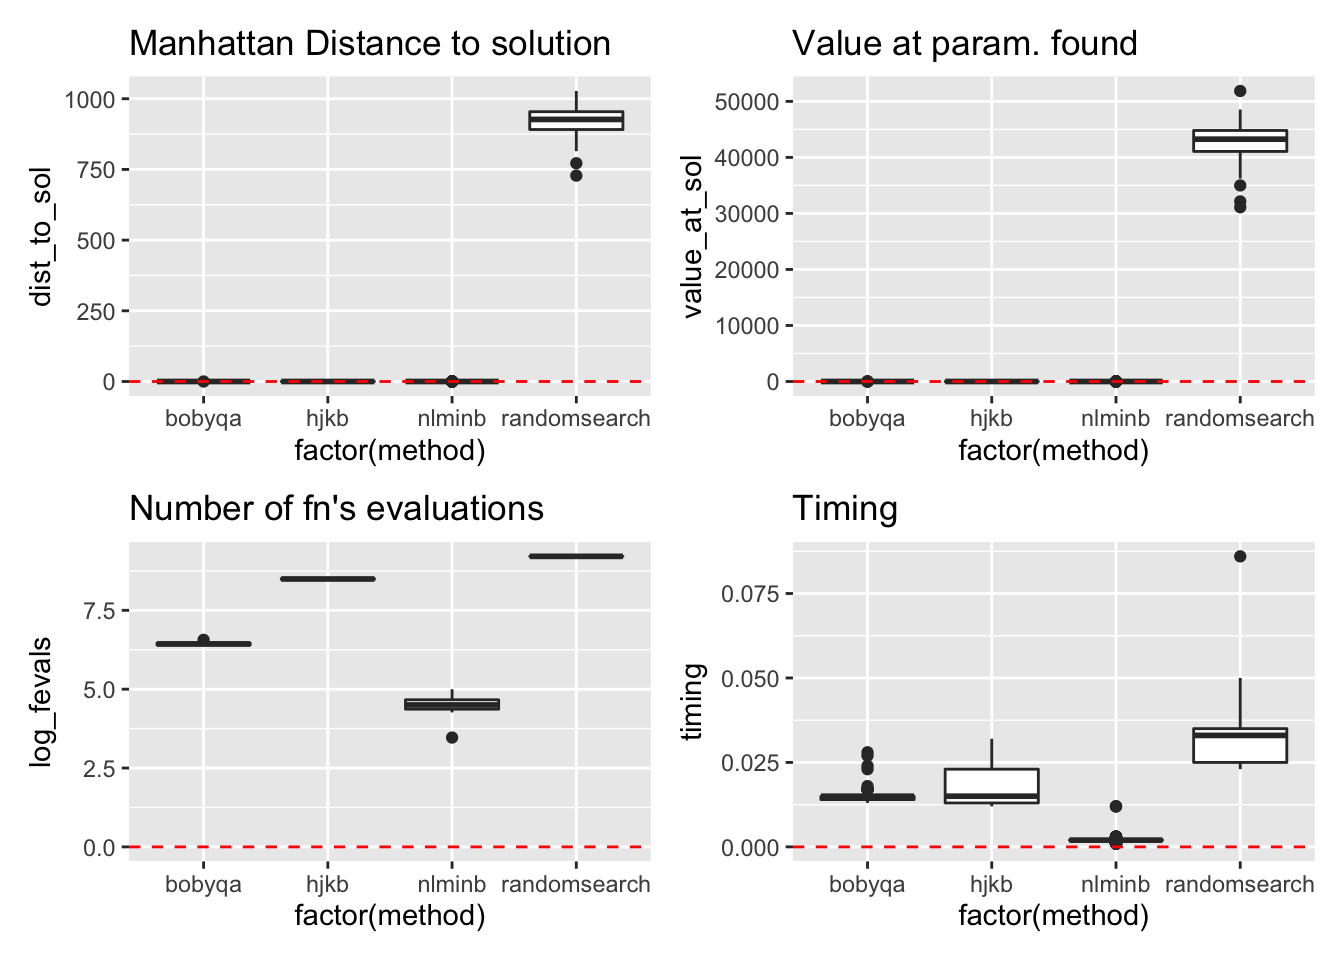 Manhattan Distance to solution
dist_to_sol
1000
750
500
250
0
bobyqa hjkb nlminb randomsearch
factor(method)
Value at param. found
value_at_sol
50000
40000
30000
20000
10000
0
bobyqa hjkb nlminb randomsearch
factor(method)
Number of fn's evaluations
log_fevals
7.5
5.0
2.5
0.0
bobyqa hjkb nlminb randomsearch
factor(method)
Timing
timing
0.075
0.050
0.025
0.000
bobyqa hjkb nlminb randomsearch
factor(method)